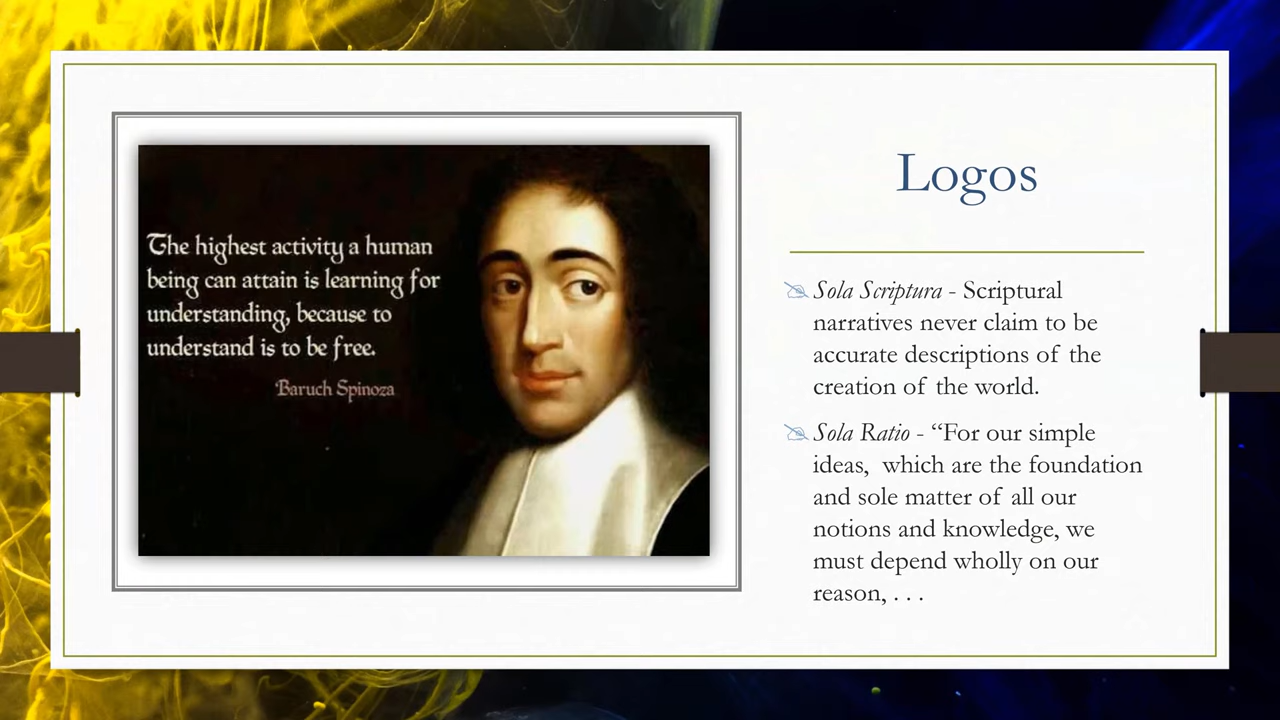 The highest activity a human
being can attain is learning for
understanding, because to
understand is to be free.
Baruch Spinoza
Logos
Sola Scriptura - Scriptural
narratives never claim to be
accurate descriptions of the
creation of the world.
Sola Ratio - “For our simple
ideas, which are the foundation
and sole matter of all our
notions and knowledge, we
must depend wholly on our
reason, . . .